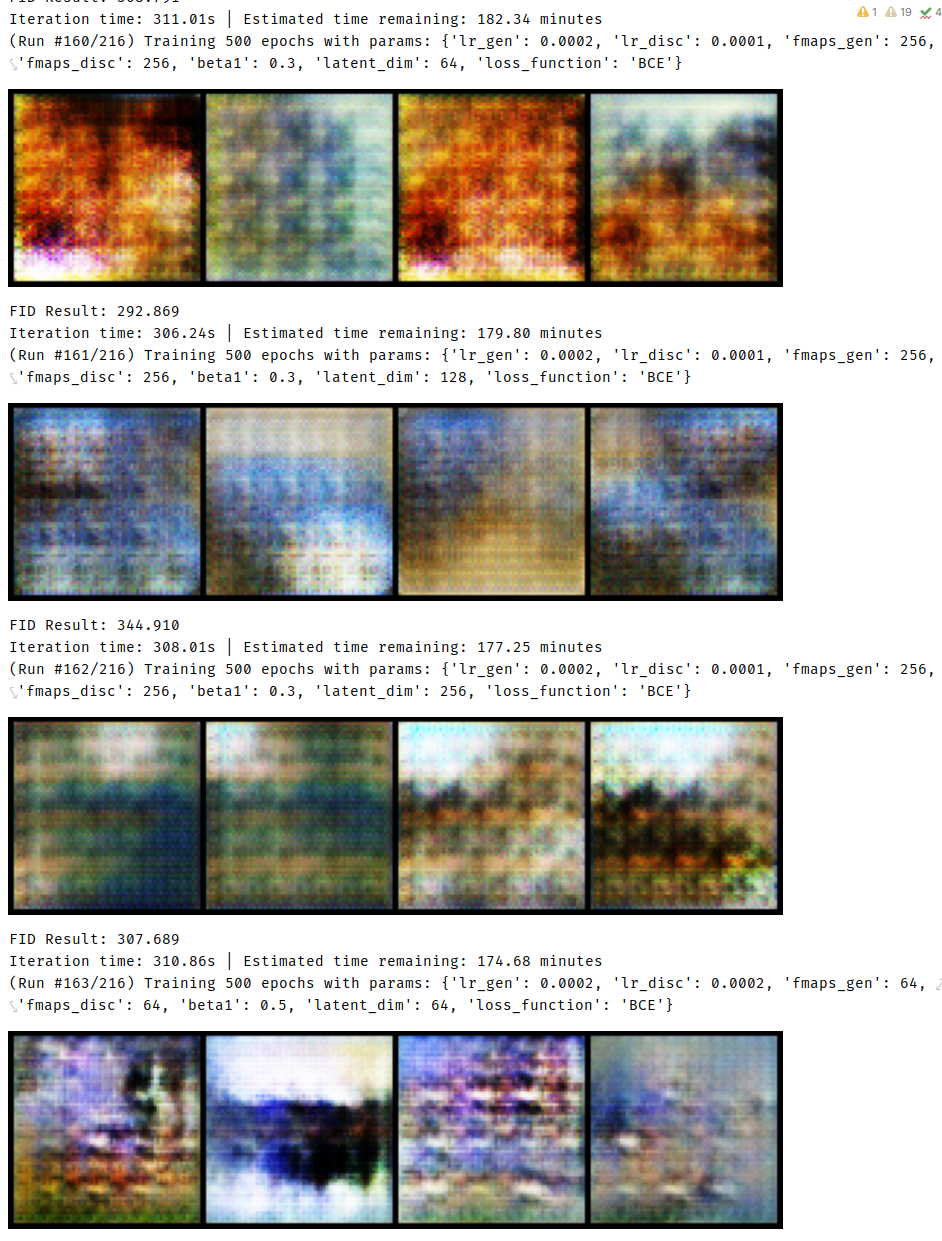 Iteration time: 311.01s | Estimated time remaining: 182.34 minutes
(Run #160/216) Training 500 epochs with params: {'lr_gen': 0.0002, 'lr_disc': 0.0001, 'fmaps_gen': 256,
'fmaps_disc': 256, 'beta1': 0.3, 'latent_dim': 64, 'loss_function': 'BCE'}
1 19 4
FID Result: 292.869
Iteration time: 306.24s | Estimated time remaining: 179.80 minutes
(Run #161/216) Training 500 epochs with params: {'lr_gen': 0.0002, 'lr_disc': 0.0001, 'fmaps_gen': 256,
'fmaps_disc': 256, 'beta1': 0.3, 'latent_dim': 128, 'loss_function': 'BCE'}
FID Result: 344.910
Iteration time: 308.01s | Estimated time remaining: 177.25 minutes
(Run #162/216) Training 500 epochs with params: {'lr_gen': 0.0002, 'lr_disc': 0.0001, 'fmaps_gen': 256,
'fmaps_disc': 256, 'beta1': 0.3, 'latent_dim': 256, 'loss_function': 'BCE'}
FID Result: 307.689
Iteration time: 310.86s | Estimated time remaining: 174.68 minutes
(Run #163/216) Training 500 epochs with params: {'lr_gen': 0.0002, 'lr_disc': 0.0002, 'fmaps_gen': 64,
'fmaps_disc': 64, 'beta1': 0.5, 'latent_dim': 64, 'loss_function': 'BCE'}